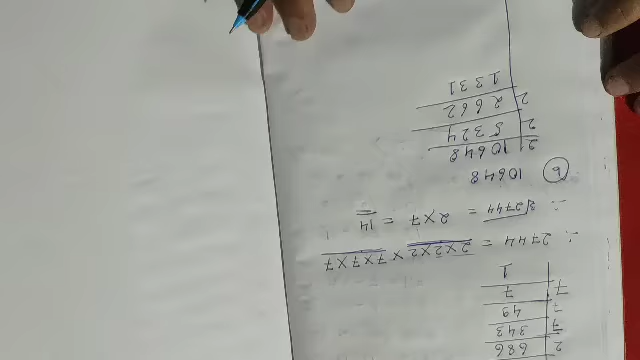 2 | 686
7 | 343
7 | 49
7 | 7
1
∴ 2744 = 2×2×2 × 7×7×7
∴ ∛2744 = 2×7 = 14
(b) 10648
2 | 10648
2 | 5324
2 | 2662
1331